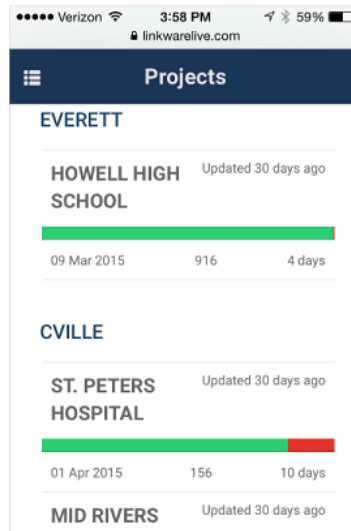 Verizon 3:58 PM 59%
linkwarelive.com
Projects
EVERETT
HOWELL HIGH SCHOOL Updated 30 days ago
09 Mar 2015 916 4 days
CVILLE
ST. PETERS HOSPITAL Updated 30 days ago
01 Apr 2015 156 10 days
MID RIVERS Updated 30 days ago